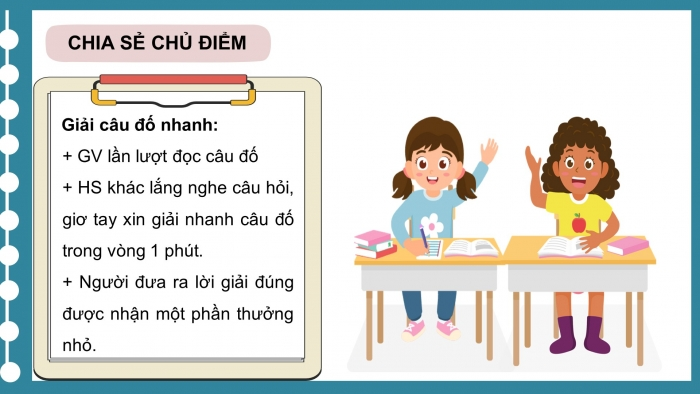 CHIA SẺ CHỦ ĐIỂM
Giải câu đố nhanh:
+ GV lần lượt đọc câu đố
+ HS khác lắng nghe câu hỏi,
giơ tay xin giải nhanh câu đố
trong vòng 1 phút.
+ Người đưa ra lời giải đúng
được nhận một phần thưởng
nhỏ.